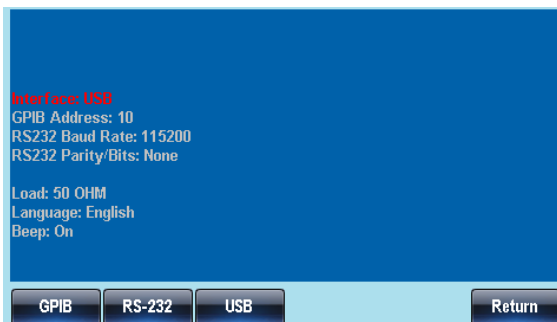 Interface: USB
GPIB Address: 10
RS232 Baud Rate: 115200
RS232 Parity/Bits: None
Load: 50 OHM
Language: English
Beep: On
GPIB RS-232 USB Return